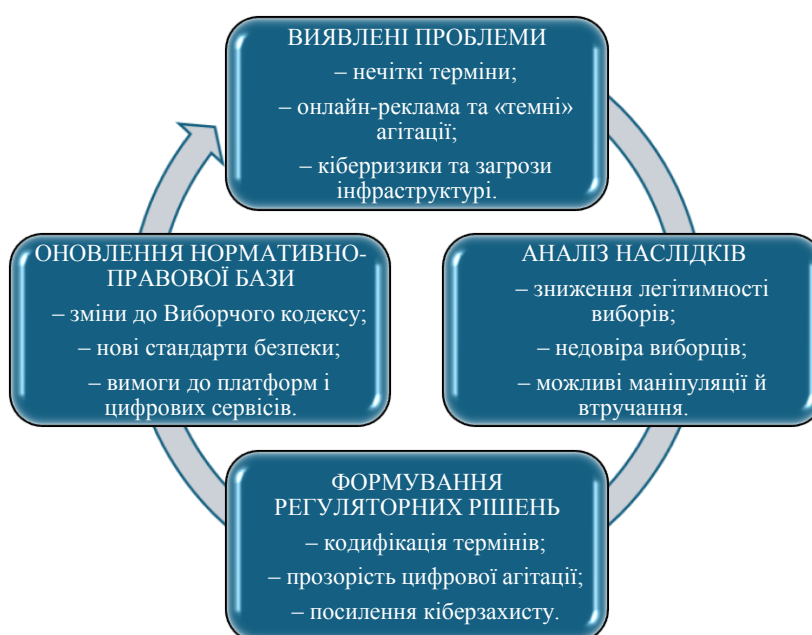 ВИЯВЛЕНІ ПРОБЛЕМИ
– нечіткі терміни;
– онлайн-реклама та «темні»
агітації;
– кіберризики та загрози
інфраструктурі.
АНАЛІЗ НАСЛІДКІВ
– зниження легітимності
виборів;
– недовіра виборців;
– можливі маніпуляції й
втручання.
ФОРМУВАННЯ
РЕГУЛЯТОРНИХ РІШЕНЬ
– кодифікація термінів;
– прозорість цифрової агітації;
– посилення кіберзахисту.
ОНОВЛЕННЯ НОРМАТИВНО-
ПРАВОВОЇ БАЗИ
– зміни до Виборчого кодексу;
– нові стандарти безпеки;
– вимоги до платформ і
цифрових сервісів.